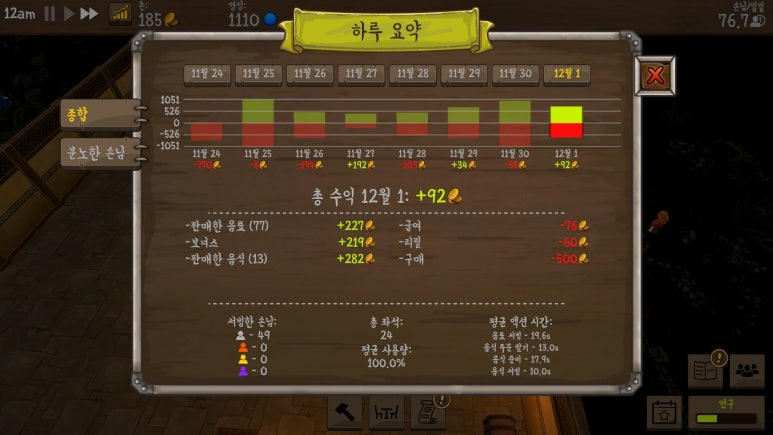 12am
돈:
185
명성:
1110
손님/일일
76.7
하루 요약
11월 24 11월 25 11월 26 11월 27 11월 28 11월 29 11월 30 12월 1
종합
분노한 손님
1051
526
0
-526
-1051
11월 24 11월 25 11월 26 11월 27 11월 28 11월 29 11월 30 12월 1
-770 -8 -194 +192 -103 +34 -58 +92
총 수익 12월 1: +92
-판매한 음료 (77) +227 -급여 -76
-보너스 +219 -리필 -60
-판매한 음식 (13) +282 -구매 -500
서빙한 손님:
- 49
- 0
- 0
- 0
총 좌석:
24
평균 사용량:
100.0%
평균 액션 시간:
음료 서빙 - 19.6s
음식 주문 받기 - 13.0s
음식 준비 - 17.9s
음식 서빙 - 10.0s
연구